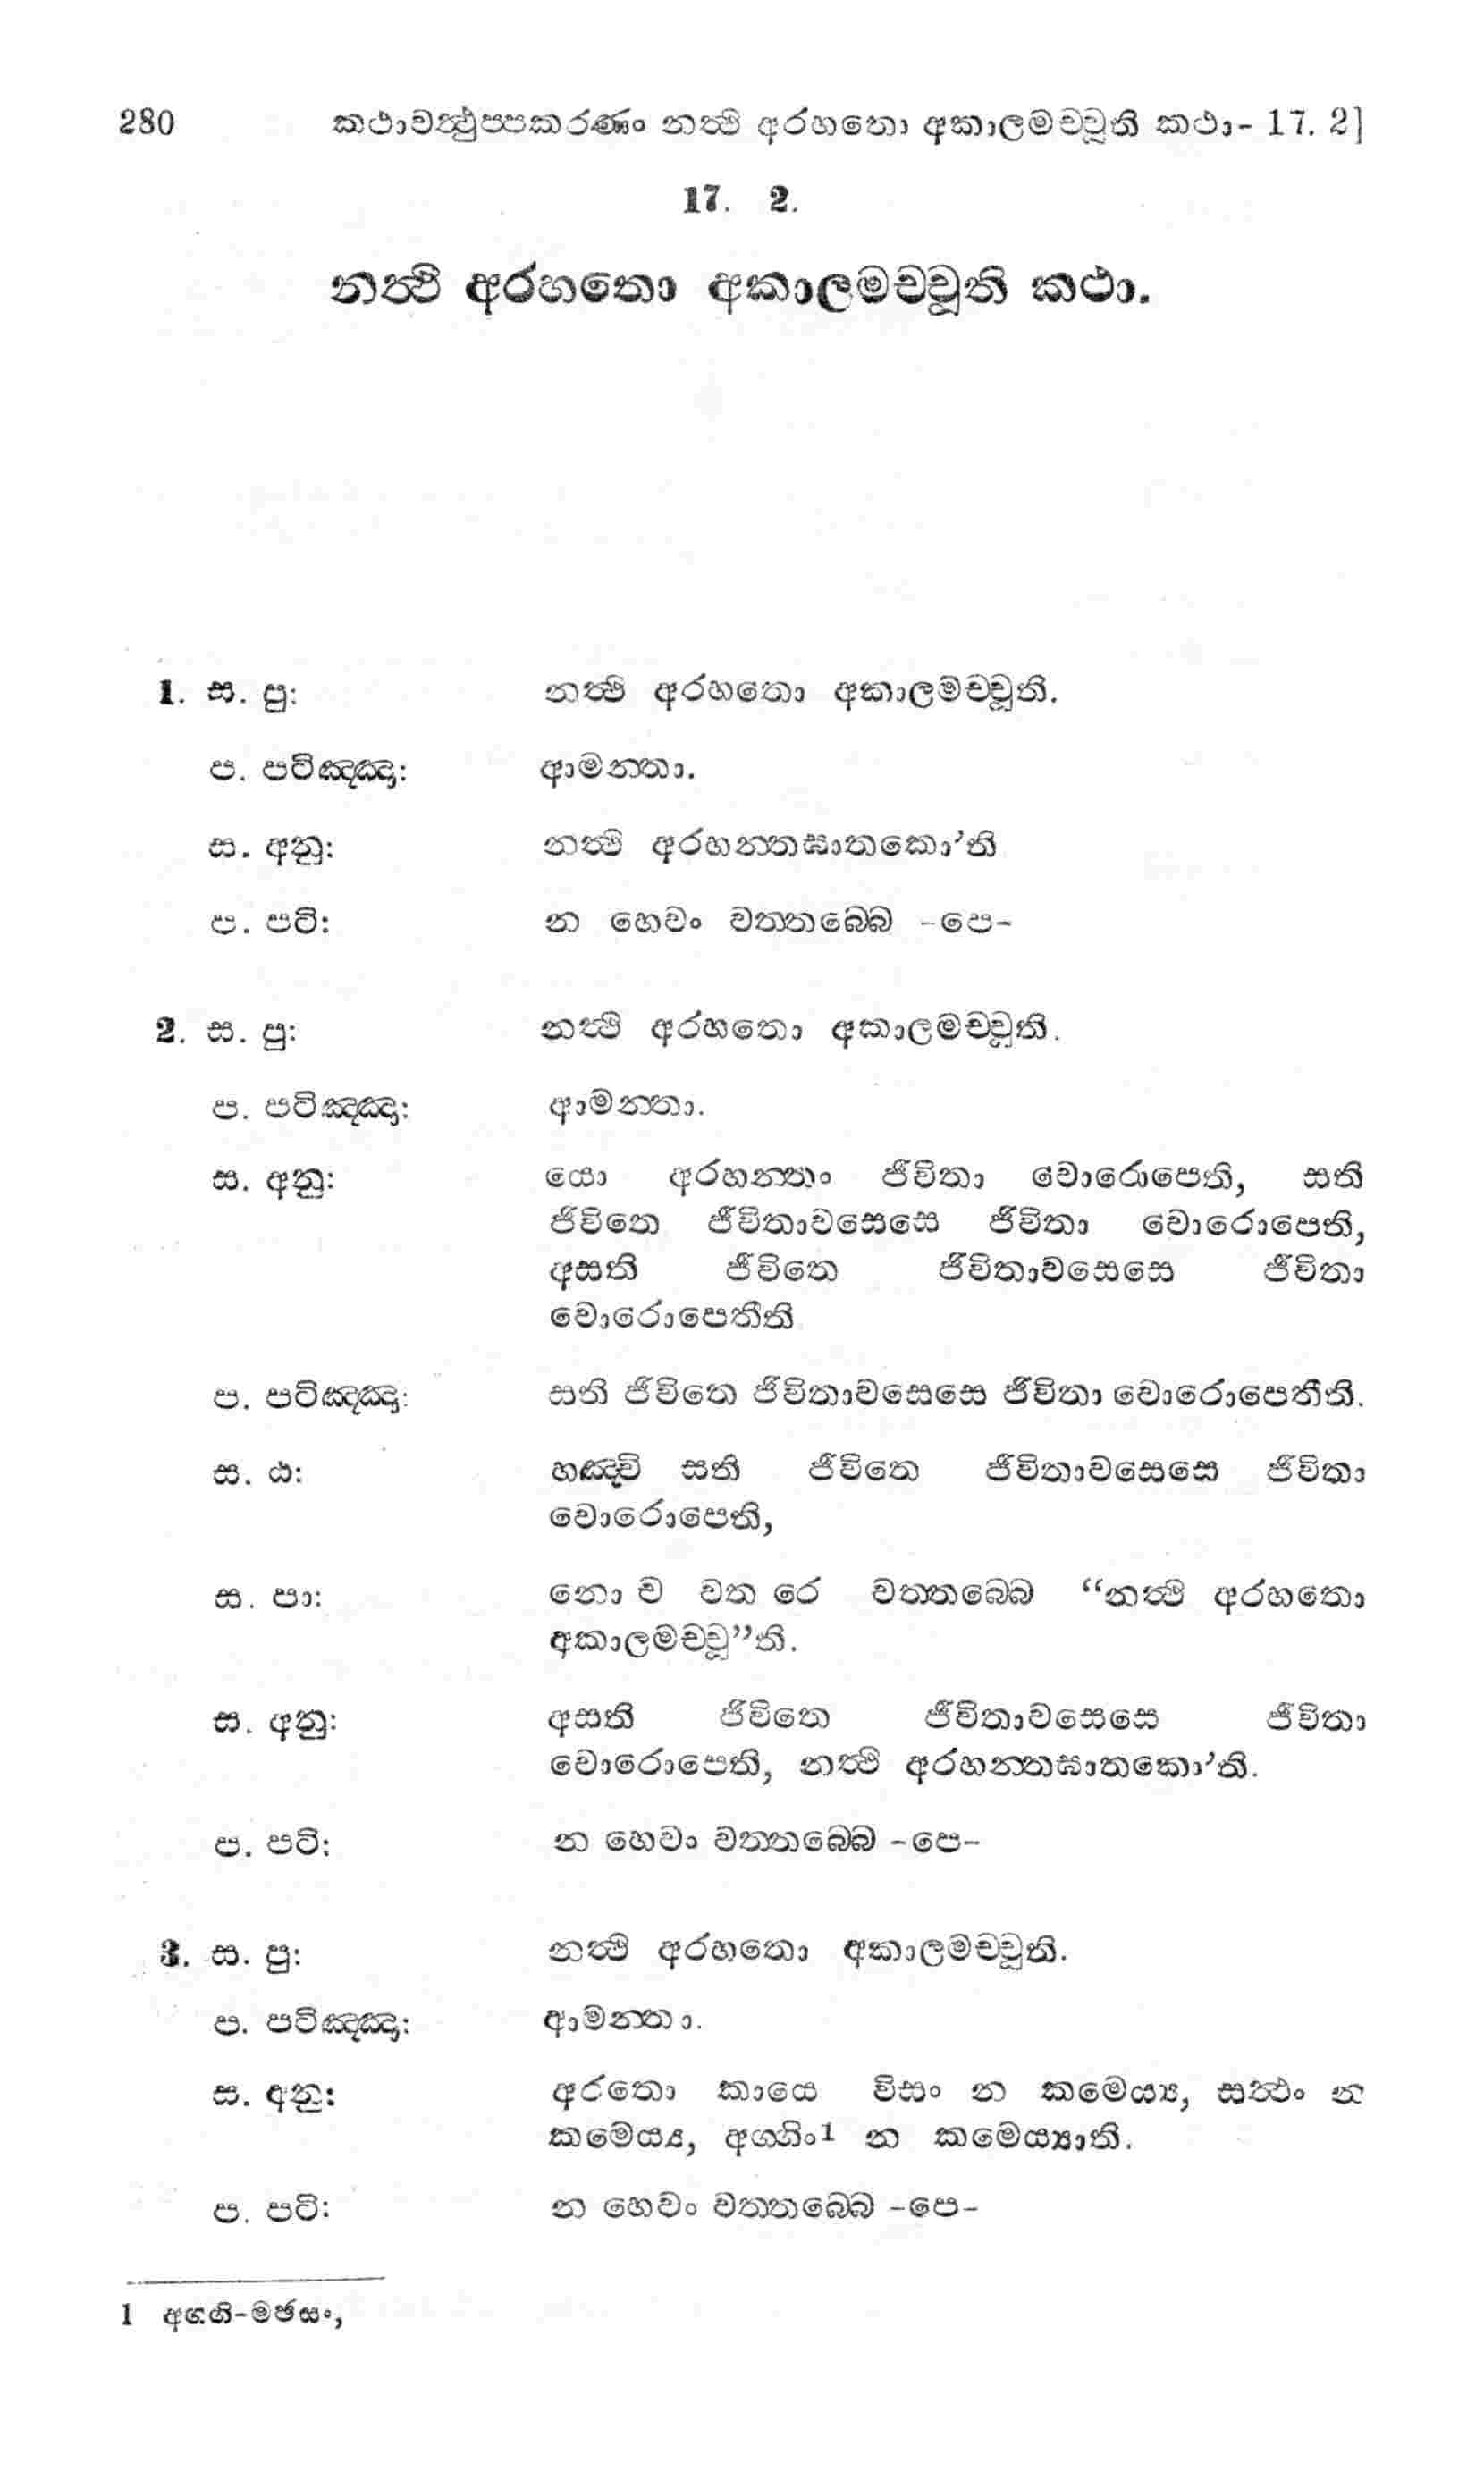 280 කථාවත්‍ථුප්පකරණං නත්‍ථි අරහතො අකාලමච්චූති කථා- 17. 2]
17. 2.
නත්‍ථි අරහතො අකාලමච්චූති කථා.
1. ස. පු: නත්‍ථි අරහතො අකාලමච්චූති.
ප. පටිඤ්ඤා: ආමන්තා.
ස. අනු: නත්‍ථි අරහන්තඝාතකො’ති
ප. පටි: න හෙවං වත්තබ්බෙ -පෙ-
2. ස. පු: නත්‍ථි අරහතො අකාලමච්චූති.
ප. පටිඤ්ඤා: ආමන්තා.
ස. අනු: යො අරහන්තං ජීවිතා වොරොපෙති, සති
ජීවිතෙ ජීවිතාවසෙසෙ ජීවිතා වොරොපෙති,
අසති ජීවිතෙ ජීවිතාවසෙසෙ ජීවිතා
වොරොපෙතීති
ප. පටිඤ්ඤා: සති ජීවිතෙ ජීවිතාවසෙසෙ ජීවිතා වොරොපෙතීති.
ස. ඨ: හඤ්චි සති ජීවිතෙ ජීවිතාවසෙසෙ ජීවිතා
වොරොපෙති,
ස. පා: නො ච වත රෙ වත්තබ්බෙ “නත්‍ථි අරහතො
අකාලමච්චූ”ති.
ස. අනු: අසති ජීවිතෙ ජීවිතාවසෙසෙ ජීවිතා
වොරොපෙති, නත්‍ථි අරහන්තඝාතකො’ති.
ප. පටි: න හෙවං වත්තබ්බෙ -පෙ-
3. ස. පු: නත්‍ථි අරහතො අකාලමච්චූති.
ප. පටිඤ්ඤා: ආමන්තා.
ස. අනු: අරතො කායෙ විසං න කමෙය්‍ය, සත්‍ථං න
කමෙය්‍ය, අග්ගිං1 න කමෙය්‍යාති.
ප. පටි: න හෙවං වත්තබ්බෙ -පෙ-
1 අග්ගි-මඡසං,